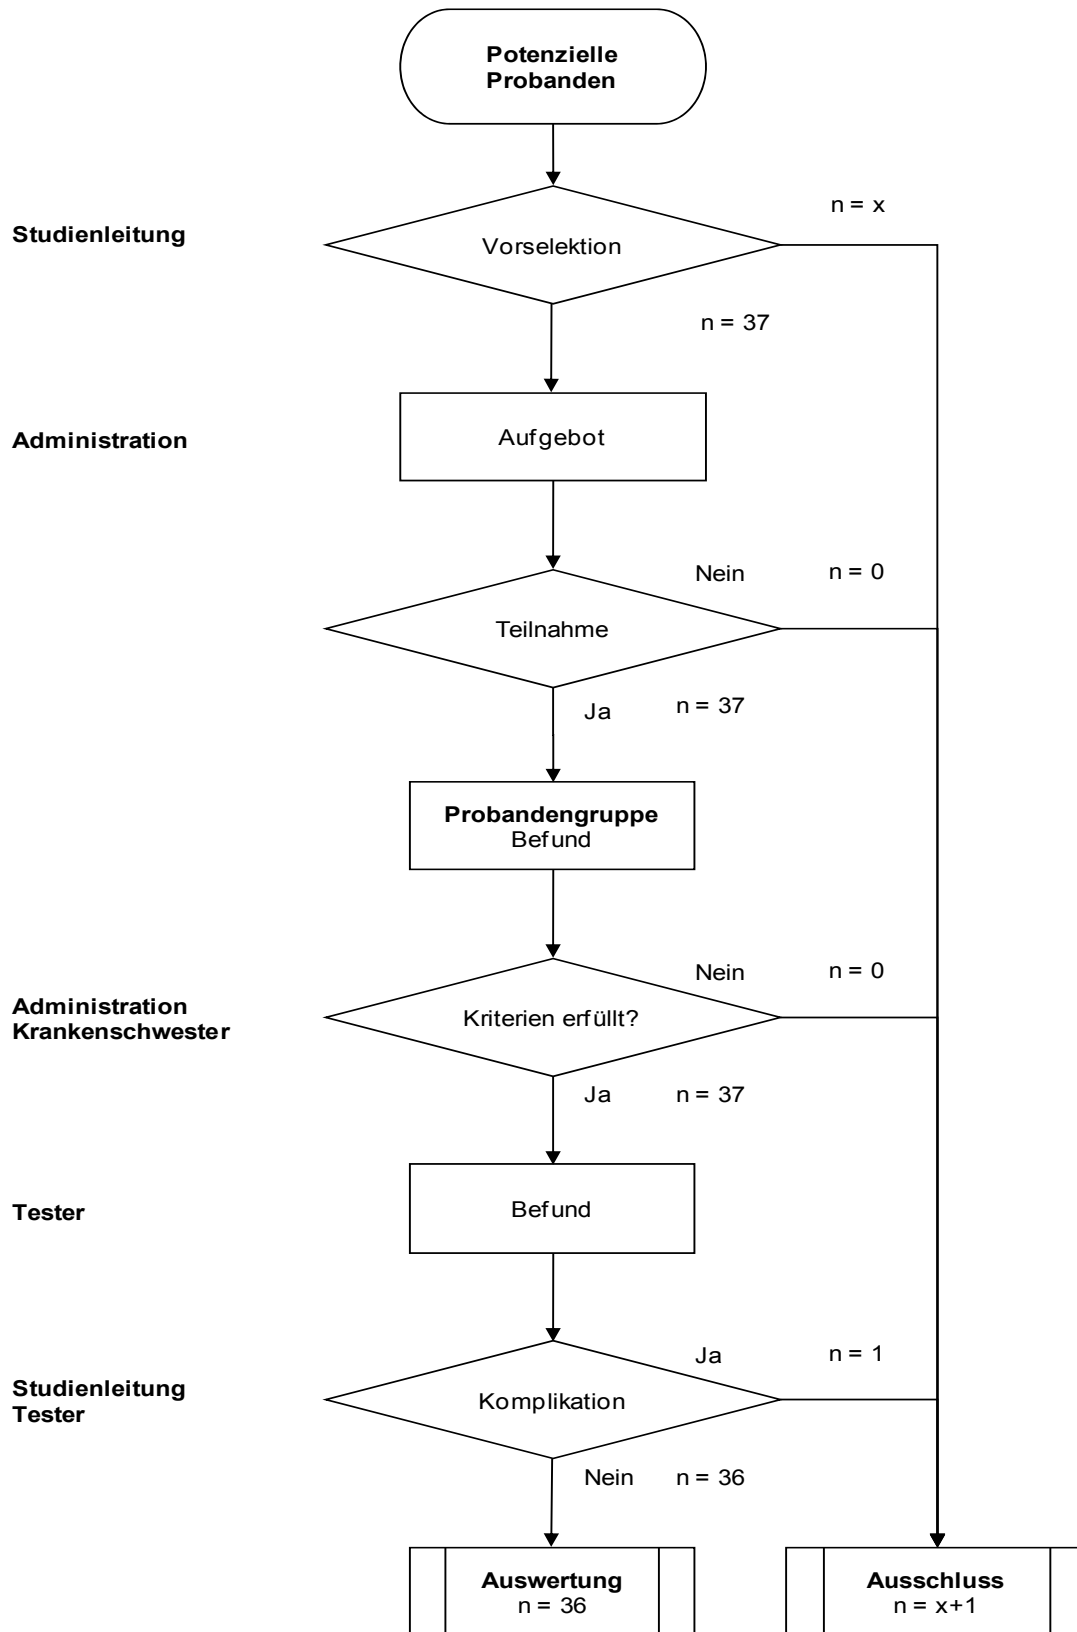 Potenzielle
Probanden
n = x
Studienleitung
Vorselektion
n = 37
Administration
Aufgebot
Nein
n = 0
Teilnahme
Ja
n = 37
Probandengruppe
Befund
Nein
n = 0
Administration
Krankenschwester
Kriterien erfüllt?
Ja
n = 37
Tester
Befund
Ja
n = 1
Studienleitung
Tester
Komplikation
Nein
n = 36
Auswertung
n = 36
Ausschluss
n = x+1